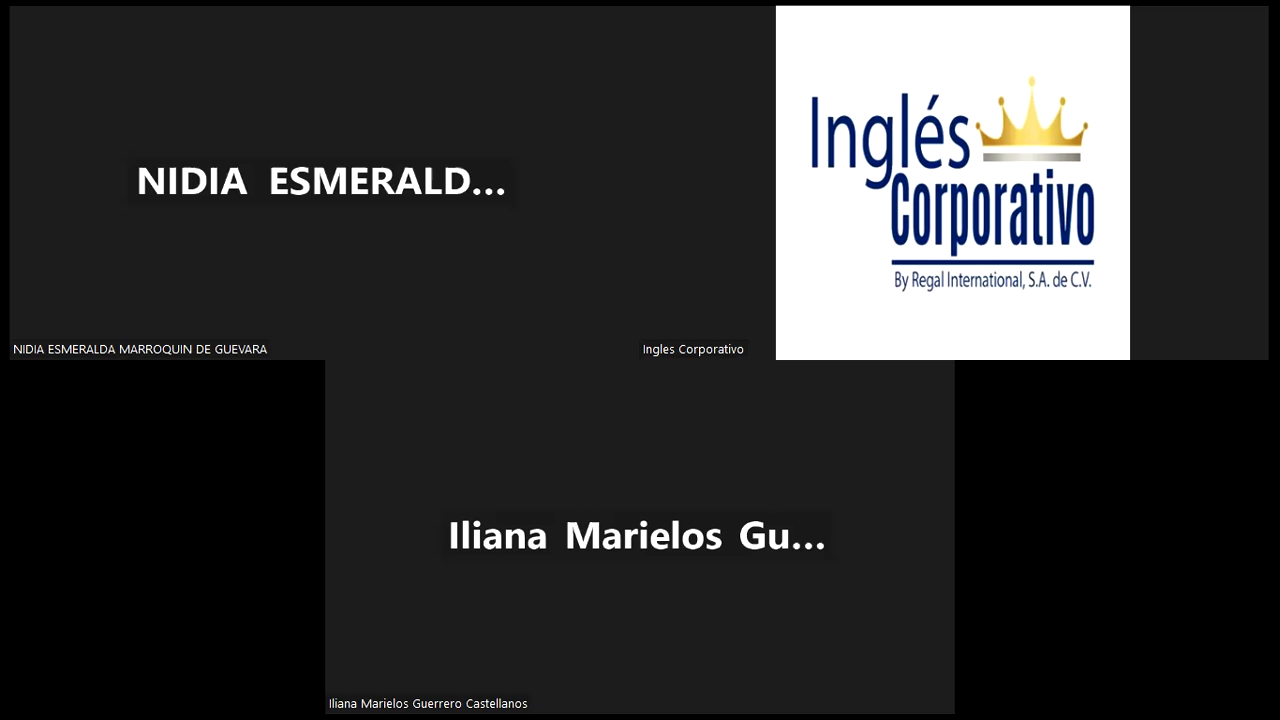 NIDIA ESMERALD...
NIDIA ESMERALDA MARROQUIN DE GUEVARA
Inglés
Corporativo
By Regal International, S.A. de C.V.
Ingles Corporativo
Iliana Marielos Gu...
Iliana Marielos Guerrero Castellanos